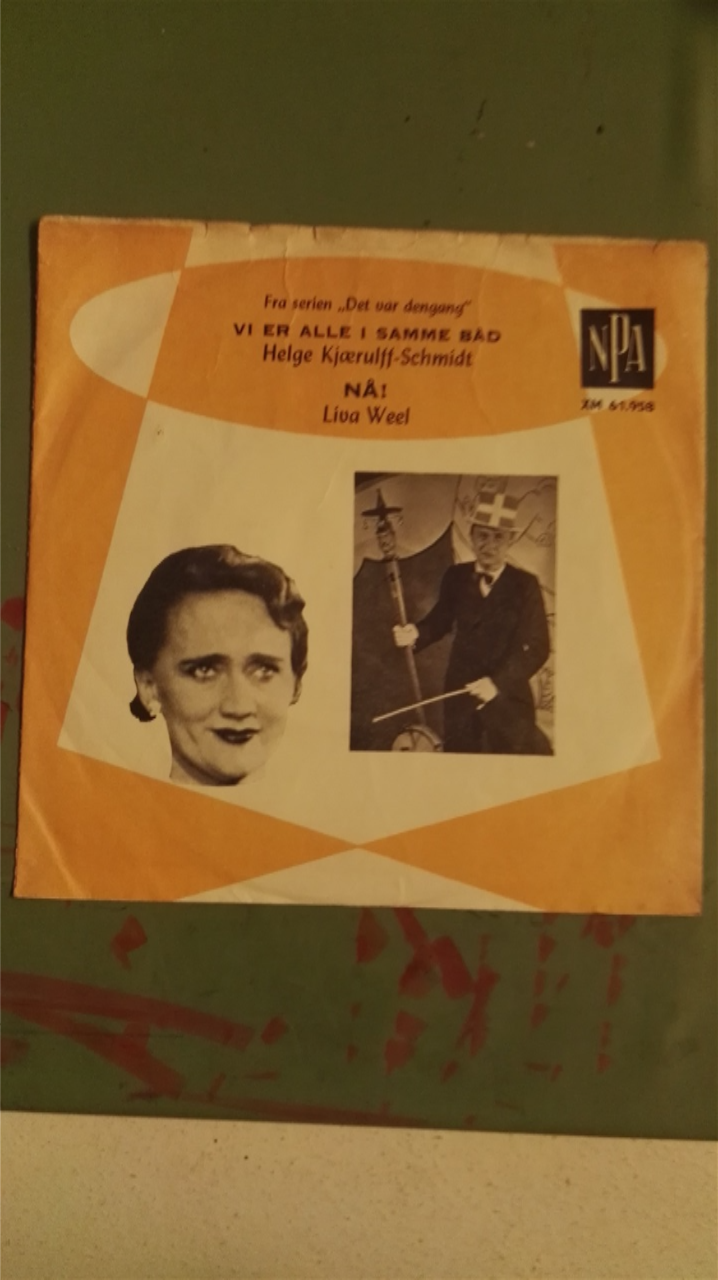 Fra serien „Det var dengang"
VI ER ALLE I SAMME BÅD
Helge Kjærulff-Schmidt
NÅ!
Liva Weel
NPA
XM 61.958